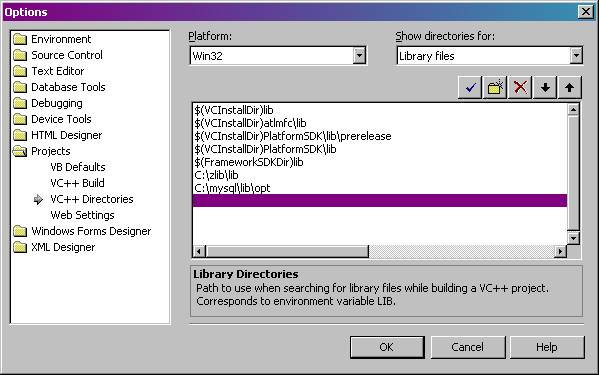 Options
Environment
Source Control
Text Editor
Database Tools
Debugging
Device Tools
HTML Designer
Projects
VB Defaults
VC++ Build
VC++ Directories
Web Settings
Windows Forms Designer
XML Designer
Platform:
Win32
Show directories for:
Library files
$(VCInstallDir)lib
$(VCInstallDir)atlmfc\lib
$(VCInstallDir)PlatformSDK\lib\prerelease
$(VCInstallDir)PlatformSDK\lib
$(FrameworkSDKDir)lib
C:\zlib\lib
C:\mysql\lib\opt
Library Directories
Path to use when searching for library files while building a VC++ project.
Corresponds to environment variable LIB.
OK
Cancel
Help